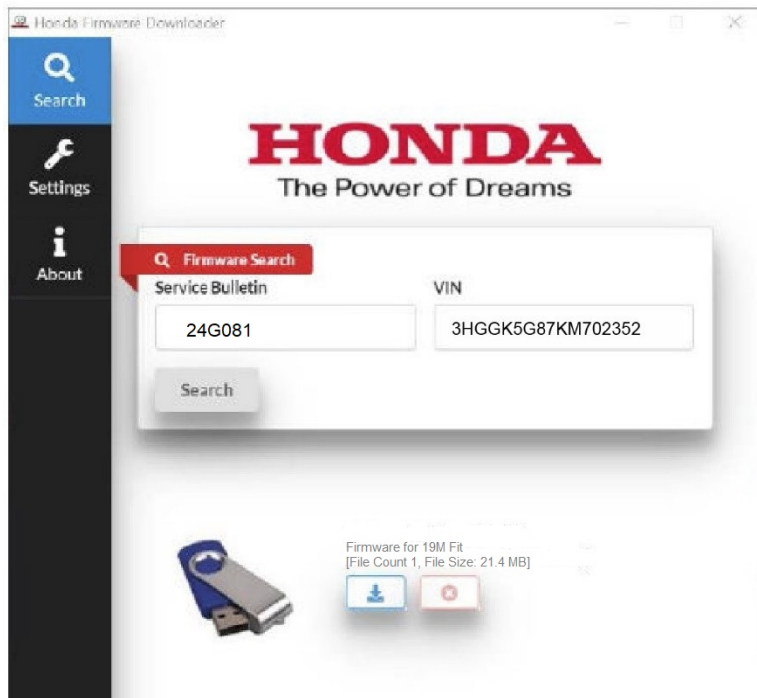 Honda Firmware Downloader
Search
Settings
About
HONDA
The Power of Dreams
Firmware Search
Service Bulletin
VIN
24G081
3HGGK5G87KM702352
Search
Firmware for 19M Fit
[File Count 1, File Size: 21.4 MB]